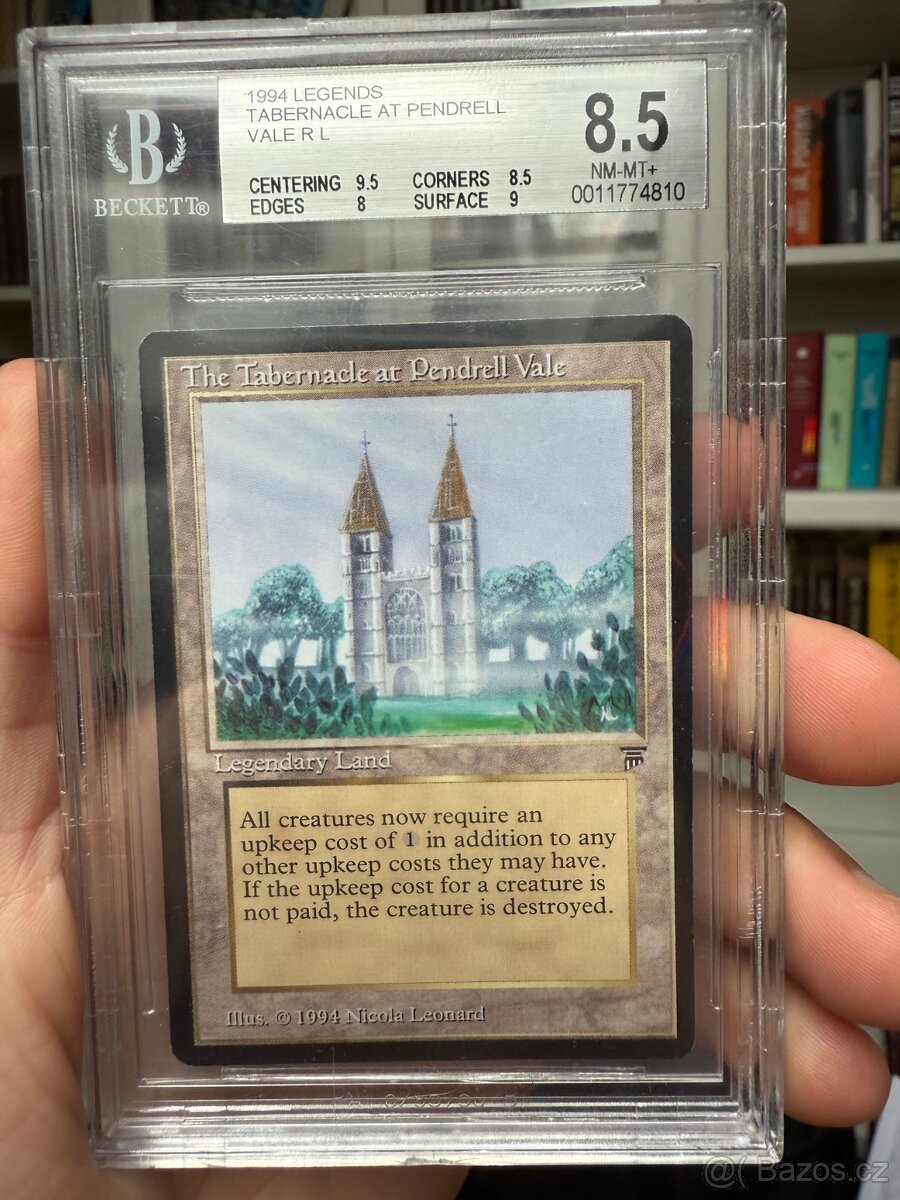 1994 LEGENDS
TABERNACLE AT PENDRELL
VALE R L
8.5
NM-MT+
0011774810
CENTERING 9.5 CORNERS 8.5
EDGES 8 SURFACE 9
B
BECKETT®
The Tabernacle at Pendrell Vale
NL
Legendary Land
All creatures now require an
upkeep cost of 1 in addition to any
other upkeep costs they may have.
If the upkeep cost for a creature is
not paid, the creature is destroyed.
Illus. © 1994 Nicola Leonard
Bazos.cz